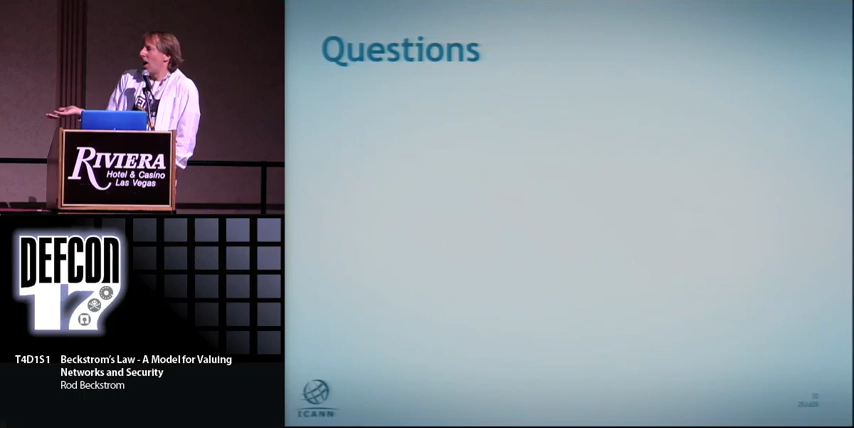 Questions
RIVIERA
Hotel & Casino
Las Vegas
DEFCON
17
T4D1S1 Beckstrom's Law - A Model for Valuing
Networks and Security
Rod Beckstrom
ICANN